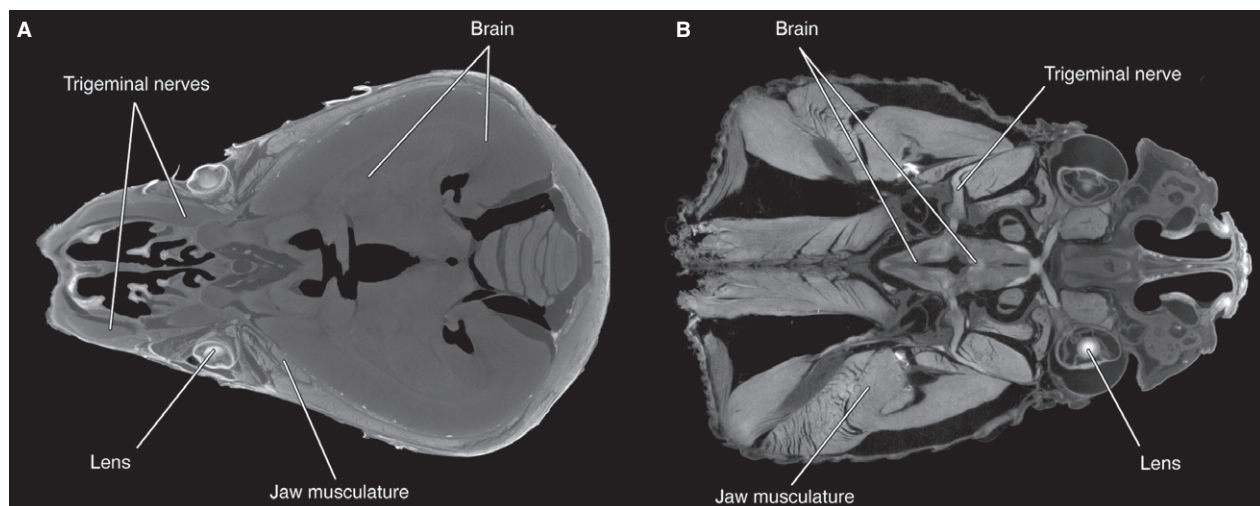 A
Brain
Trigeminal nerves
Lens
Jaw musculature
B
Brain
Trigeminal nerve
Jaw musculature
Lens